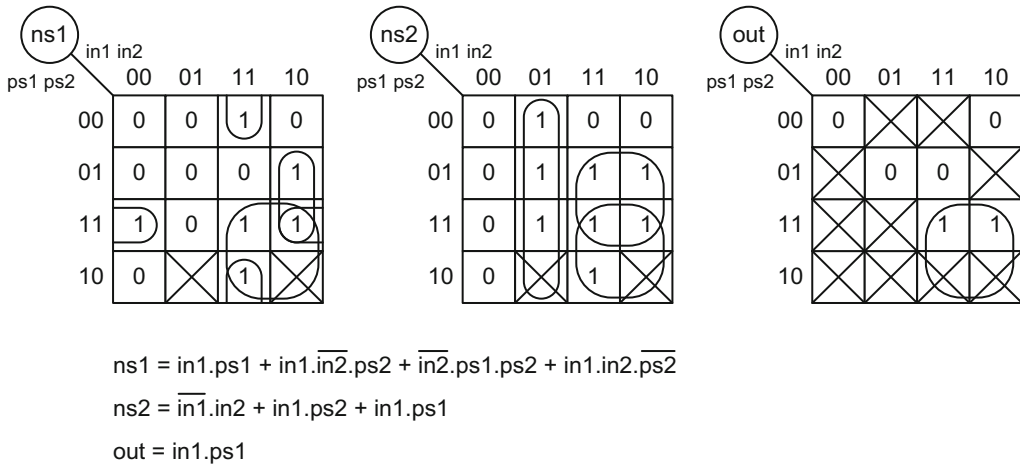 ns1 ns2 out
in1 in2 in1 in2 in1 in2
ps1 ps2 00 01 11 10 ps1 ps2 00 01 11 10 ps1 ps2 00 01 11 10
00 0 0 1 0 00 0 1 0 0 00 0 0
01 0 0 0 1 01 0 1 1 1 01 0 0
11 1 0 1 1 11 0 1 1 1 11 1 1
10 0 1 10 0 1 10
ns1 = in1.ps1 + in1.i̅n̅2̅.ps2 + i̅n̅2̅.ps1.ps2 + in1.in2.p̅s̅2̅
ns2 = i̅n̅1̅.in2 + in1.ps2 + in1.ps1
out = in1.ps1